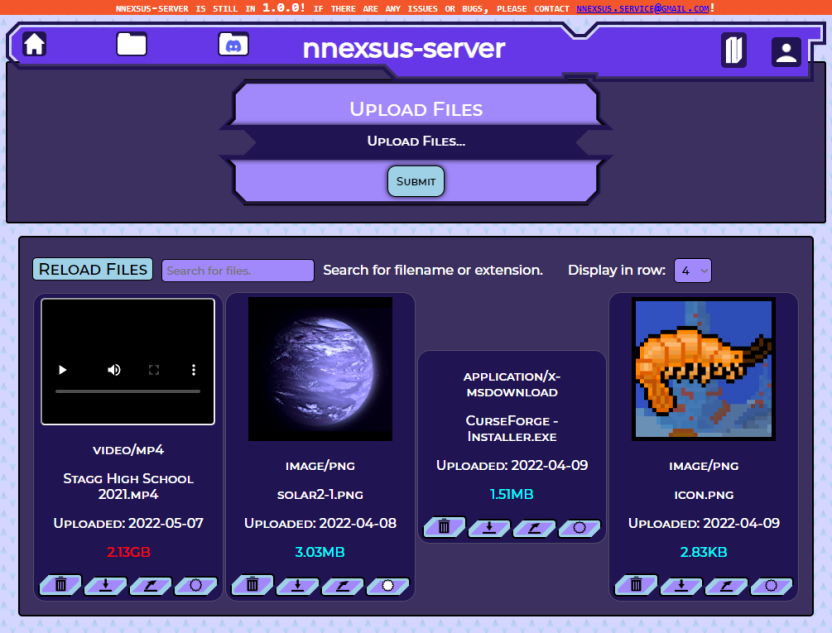 nnexsus-server is still in 1.0.0! if there are any issues or bugs, please contact nnexsus.service@gmail.com!
nnexsus-server
Upload Files
Upload Files...
Submit
Reload Files Search for files. Search for filename or extension. Display in row: 4
video/mp4
Stagg High School
2021.mp4
Uploaded: 2022-05-07
2.13GB
image/png
solar2-1.png
Uploaded: 2022-04-08
3.03MB
application/x-
msdownload
CurseForge -
Installer.exe
Uploaded: 2022-04-09
1.51MB
image/png
icon.png
Uploaded: 2022-04-09
2.83KB